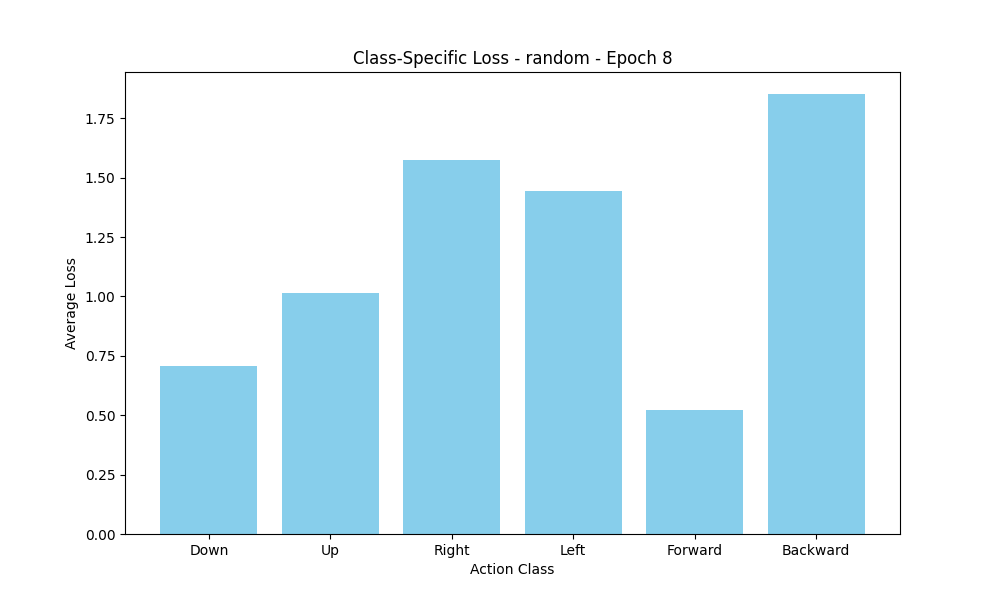 Class-Specific Loss - random - Epoch 8
1.75
1.50
1.25
1.00
0.75
0.50
0.25
0.00
Average Loss
Down Up Right Left Forward Backward
Action Class